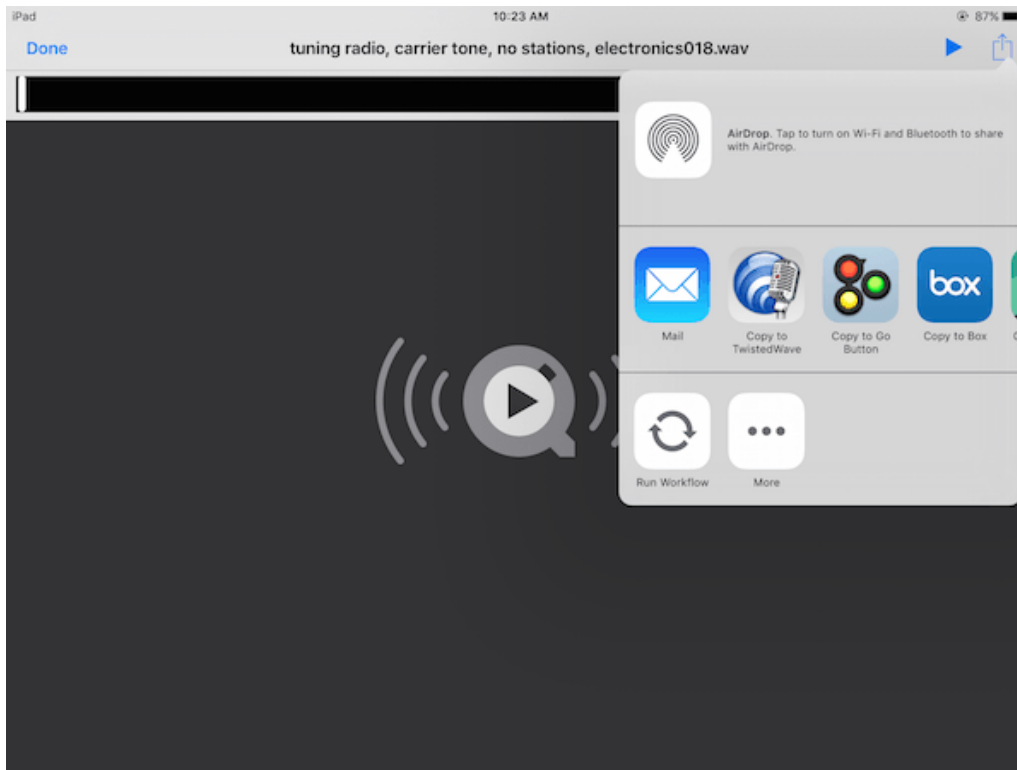 iPad
10:23 AM
87%
Done
tuning radio, carrier tone, no stations, electronics018.wav
AirDrop. Tap to turn on Wi-Fi and Bluetooth to share
with AirDrop.
box
Mail
Copy to
TwistedWave
Copy to Go
Button
Copy to Box
Run Workflow
More